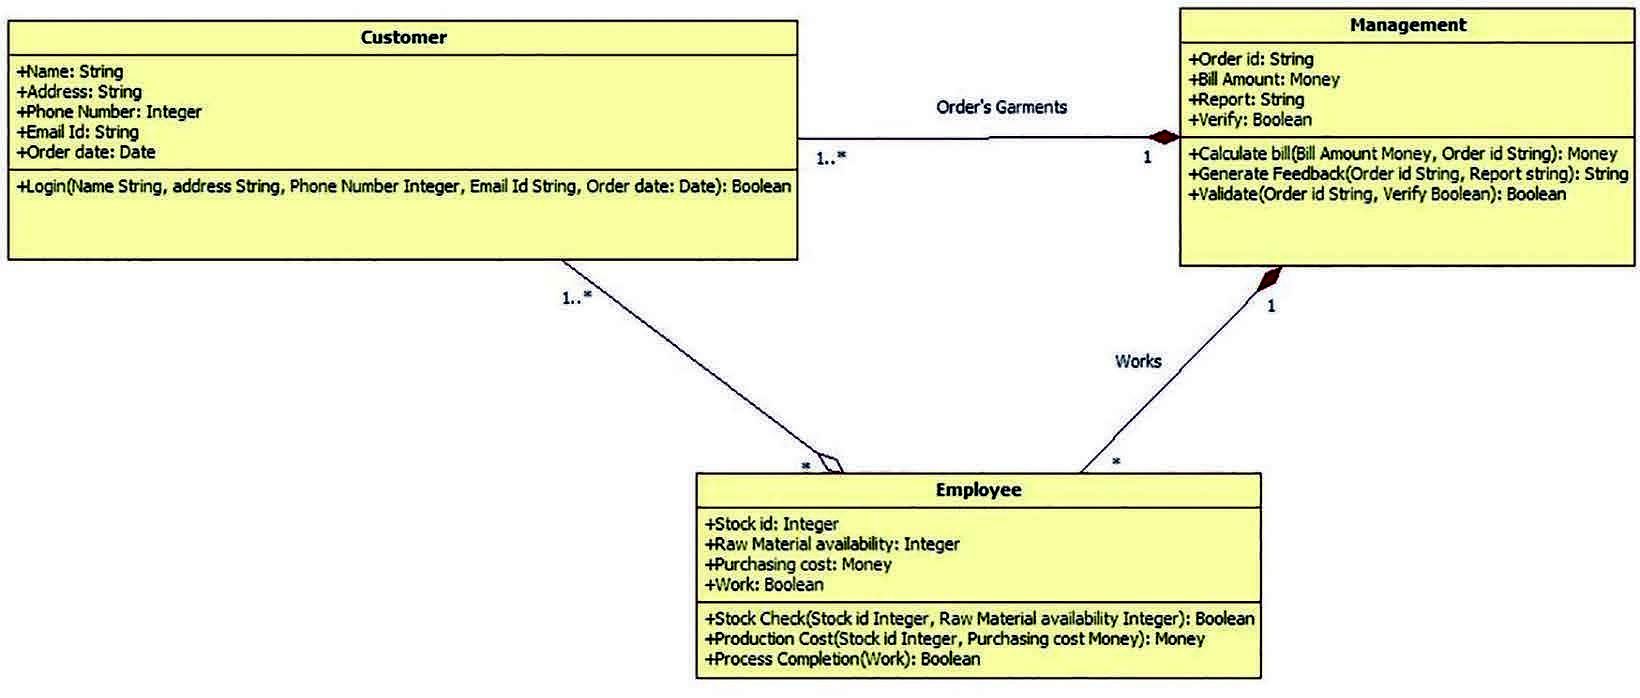 Customer
+Name: String
+Address: String
+Phone Number: Integer
+Email Id: String
+Order date: Date
+Login(Name String, address String, Phone Number Integer, Email Id String, Order date: Date): Boolean
Order's Garments
1..*
1
Management
+Order id: String
+Bill Amount: Money
+Report: String
+Verify: Boolean
+Calculate bill(Bill Amount Money, Order id String): Money
+Generate Feedback(Order id String, Report string): String
+Validate(Order id String, Verify Boolean): Boolean
1..*
1
Works
*
*
Employee
+Stock id: Integer
+Raw Material availability: Integer
+Purchasing cost: Money
+Work: Boolean
+Stock Check(Stock id Integer, Raw Material availability Integer): Boolean
+Production Cost(Stock id Integer, Purchasing cost Money): Money
+Process Completion(Work): Boolean